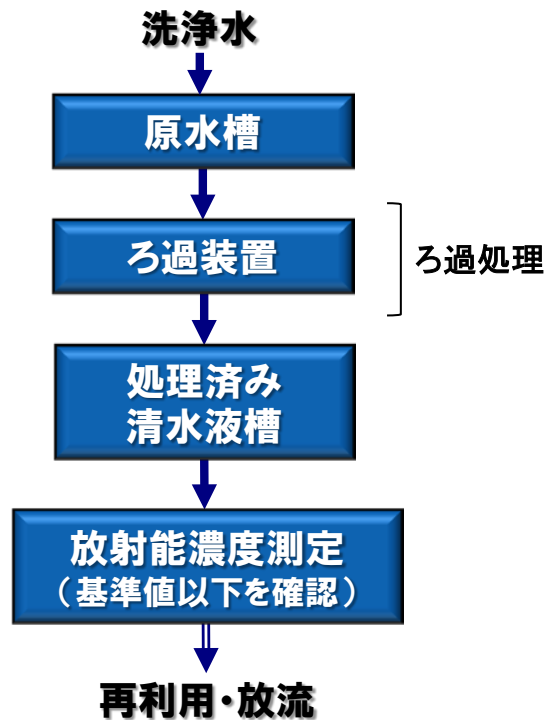 洗浄水
原水槽
ろ過装置
ろ過処理
処理済み
清水液槽
放射能濃度測定
（基準値以下を確認）
再利用・放流